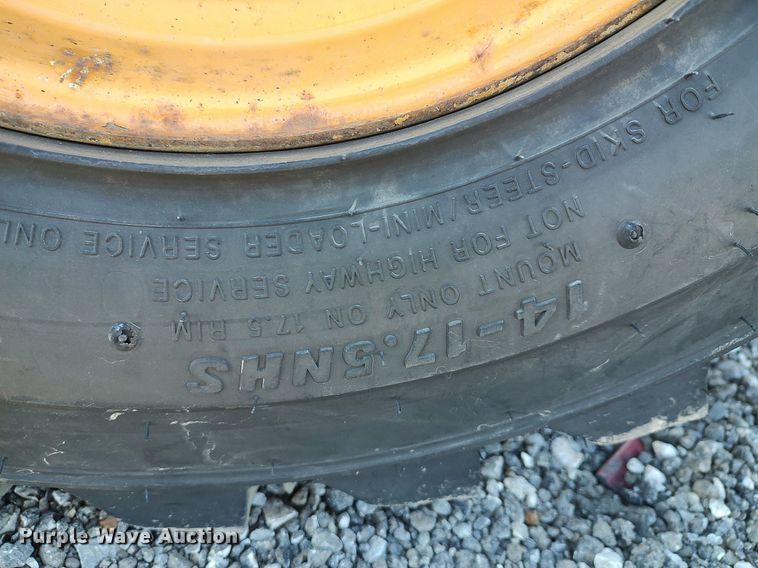 FOR SKID-STEER/MINI-LOADER SERVICE ONL
NOT FOR HIGHWAY SERVICE
MOUNT ONLY ON 17.5 RIM
14-17.5NHS
Purple Wave Auction